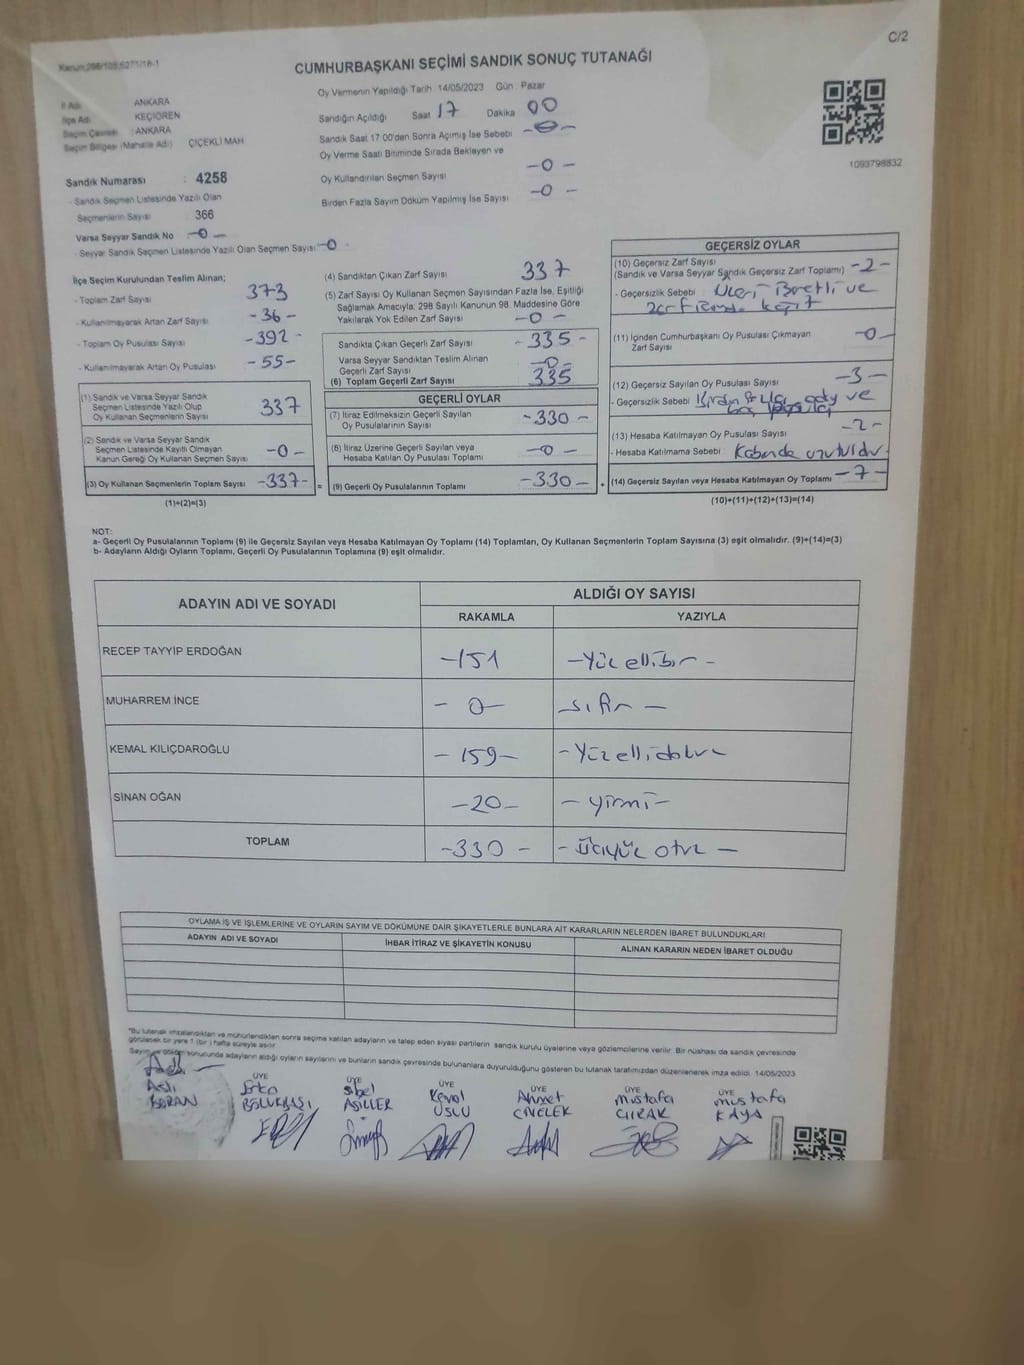 C/2
Kanun:298/105,6271/18-1
CUMHURBAŞKANI SEÇİMİ SANDIK SONUÇ TUTANAĞI
Oy Vermenin Yapıldığı Tarih 14/05/2023 Gün : Pazar
İl Adı ANKARA
İlçe Adı KEÇİÖREN
Seçim Çevresi : ANKARA
Seçim Bölgesi (Mahalle Adı) ÇİÇEKLİ MAH
Sandık Numarası : 4258
- Sandık Seçmen Listesinde Yazılı Olan
Seçmenlerin Sayısı 366
Varsa Seyyar Sandık No -0-
- Seyyar Sandık Seçmen Listesinde Yazılı Olan Seçmen Sayısı -0-
Sandığın Açıldığı Saat 17 Dakika 00
Sandık Saat 17:00'den Sonra Açılmış İse Sebebi -0-
Oy Verme Saati Bitiminde Sırada Bekleyen ve
Oy Kullandırılan Seçmen Sayısı -0-
Birden Fazla Sayım Döküm Yapılmış İse Sayısı -0-
1093798832
İlçe Seçim Kurulundan Teslim Alınan;
- Toplam Zarf Sayısı 373
- Kullanılmayarak Artan Zarf Sayısı -36-
- Toplam Oy Pusulası Sayısı -392-
- Kullanılmayarak Artan Oy Pusulası -55-
(1) Sandık ve Varsa Seyyar Sandık
Seçmen Listesinde Yazılı Olup
Oy Kullanan Seçmenlerin Sayısı 337
(2) Sandık ve Varsa Seyyar Sandık
Seçmen Listesinde Kayıtlı Olmayan
Kanun Gereği Oy Kullanan Seçmen Sayısı -0-
(3) Oy Kullanan Seçmenlerin Toplam Sayısı -337-
(1)+(2)=(3)
(4) Sandıktan Çıkan Zarf Sayısı 337
(5) Zarf Sayısı Oy Kullanan Seçmen Sayısından Fazla İse, Eşitliği
Sağlamak Amacıyla; 298 Sayılı Kanunun 98. Maddesine Göre
Yakılarak Yok Edilen Zarf Sayısı -0-
Sandıkta Çıkan Geçerli Zarf Sayısı -335-
Varsa Seyyar Sandıktan Teslim Alınan
Geçerli Zarf Sayısı -0-
(6) Toplam Geçerli Zarf Sayısı 335
GEÇERLİ OYLAR
(7) İtiraz Edilmeksizin Geçerli Sayılan
Oy Pusulalarının Sayısı -330-
(8) İtiraz Üzerine Geçerli Sayılan veya
Hesaba Katılan Oy Pusulası Toplamı -0-
= (9) Geçerli Oy Pusulalarının Toplamı -330-
GEÇERSİZ OYLAR
(10) Geçersiz Zarf Sayısı
(Sandık ve Varsa Seyyar Sandık Geçersiz Zarf Toplamı) -2-
- Geçersizlik Sebebi Üzeri İşaretli ve
kağıt
(11) İçinden Cumhurbaşkanı Oy Pusulası Çıkmayan
Zarf Sayısı -0-
(12) Geçersiz Sayılan Oy Pusulası Sayısı -3-
- Geçersizlik Sebebi Birden fazla aday ve
(13) Hesaba Katılmayan Oy Pusulası Sayısı -2-
- Hesaba Katılmama Sebebi Kabinde unutuldu
+ (14) Geçersiz Sayılan veya Hesaba Katılmayan Oy Toplamı -7-
(10)+(11)+(12)+(13)=(14)
NOT:
a- Geçerli Oy Pusulalarının Toplamı (9) ile Geçersiz Sayılan veya Hesaba Katılmayan Oy Toplamı (14) Toplamları, Oy Kullanan Seçmenlerin Toplam Sayısına (3) eşit olmalıdır. (9)+(14)=(3)
b- Adayların Aldığı Oyların Toplamı, Geçerli Oy Pusulalarının Toplamına (9) eşit olmalıdır.
ADAYIN ADI VE SOYADI ALDIĞI OY SAYISI
RAKAMLA YAZIYLA
RECEP TAYYİP ERDOĞAN -151 -Yüz ellibir-
MUHARREM İNCE -0- sıfır-
KEMAL KILIÇDAROĞLU -159- -Yüz ellidokuz
SİNAN OĞAN -20- -yirmi-
TOPLAM -330- -üçyüz otuz-
OYLAMA İŞ VE İŞLEMLERİNE VE OYLARIN SAYIM VE DÖKÜMÜNE DAİR ŞİKAYETLERLE BUNLARA AİT KARARLARIN NELERDEN İBARET BULUNDUKLARI
ADAYIN ADI VE SOYADI İHBAR İTİRAZ VE ŞİKAYETİN KONUSU ALINAN KARARIN NEDEN İBARET OLDUĞU
*Bu tutanak imzalandıktan ve mühürlendikten sonra seçime katılan adayların ve talep eden siyasi partilerin sandık kurulu üyelerine veya gözlemcilerine verilir. Bir nüshası da sandık çevresinde
görülecek bir yere 1 (bir) hafta süreyle asılır.
Sayım ve döküm sonucunda adayların aldığı oyların sayılarını ve bunların sandık çevresinde bulunanlara duyurulduğunu gösteren bu tutanak tarafımızdan düzenlenerek imza edildi. 14/05/2023
ÜYE ÜYE ÜYE ÜYE ÜYE ÜYE
Aslı Sibel Kemal Ahmet Mustafa Mustafa
BORAN BÖLÜKBAŞI ASİLLER USLU CIRAK KAYA